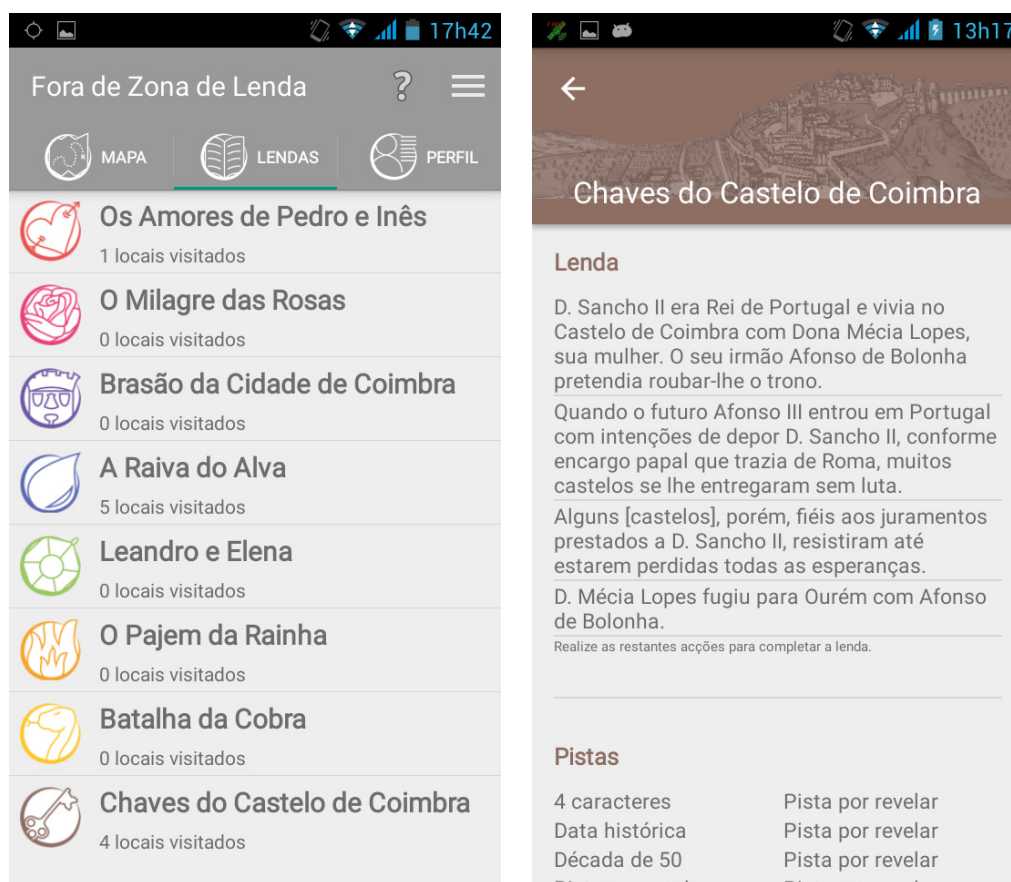 17h42
Fora de Zona de Lenda ?
MAPA LENDAS PERFIL
Os Amores de Pedro e Inês
1 locais visitados
O Milagre das Rosas
0 locais visitados
Brasão da Cidade de Coimbra
0 locais visitados
A Raiva do Alva
5 locais visitados
Leandro e Elena
0 locais visitados
O Pajem da Rainha
0 locais visitados
Batalha da Cobra
0 locais visitados
Chaves do Castelo de Coimbra
4 locais visitados
13h17
Chaves do Castelo de Coimbra
Lenda
D. Sancho II era Rei de Portugal e vivia no
Castelo de Coimbra com Dona Mécia Lopes,
sua mulher. O seu irmão Afonso de Bolonha
pretendia roubar-lhe o trono.
Quando o futuro Afonso III entrou em Portugal
com intenções de depor D. Sancho II, conforme
encargo papal que trazia de Roma, muitos
castelos se lhe entregaram sem luta.
Alguns [castelos], porém, fiéis aos juramentos
prestados a D. Sancho II, resistiram até
estarem perdidas todas as esperanças.
D. Mécia Lopes fugiu para Ourém com Afonso
de Bolonha.
Realize as restantes acções para completar a lenda.
Pistas
4 caracteres Pista por revelar
Data histórica Pista por revelar
Década de 50 Pista por revelar